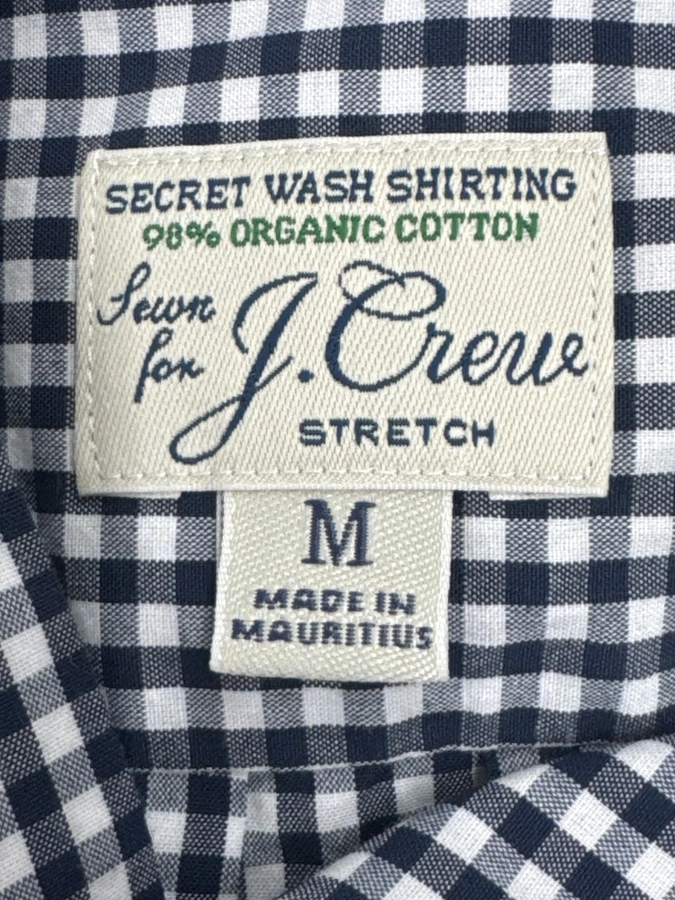 SECRET WASH SHIRTING
98% ORGANIC COTTON
Sewn
for J.Crew
STRETCH
M
MADE IN
MAURITIUS